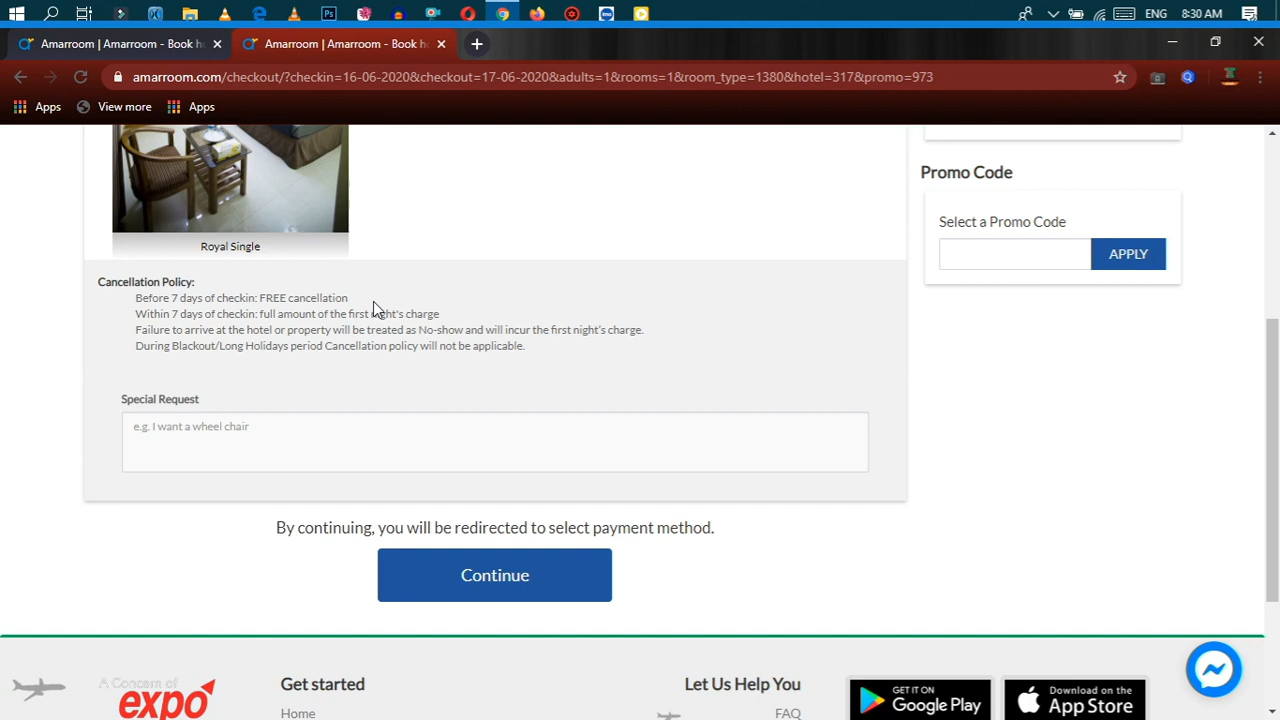 ENG 8:30 AM
Amarroom | Amarroom - Book h
Amarroom | Amarroom - Book h
amarroom.com/checkout/?checkin=16-06-2020&checkout=17-06-2020&adults=1&rooms=1&room_type=1380&hotel=317&promo=973
Apps View more Apps
Promo Code
Select a Promo Code
APPLY
Royal Single
Cancellation Policy:
Before 7 days of checkin: FREE cancellation
Within 7 days of checkin: full amount of the first night's charge
Failure to arrive at the hotel or property will be treated as No-show and will incur the first night's charge.
During Blackout/Long Holidays period Cancellation policy will not be applicable.
Special Request
e.g. I want a wheel chair
By continuing, you will be redirected to select payment method.
Continue
A Concern of
expo
Get started
Home
Let Us Help You
FAQ
GET IT ON
Google Play
Download on the
App Store